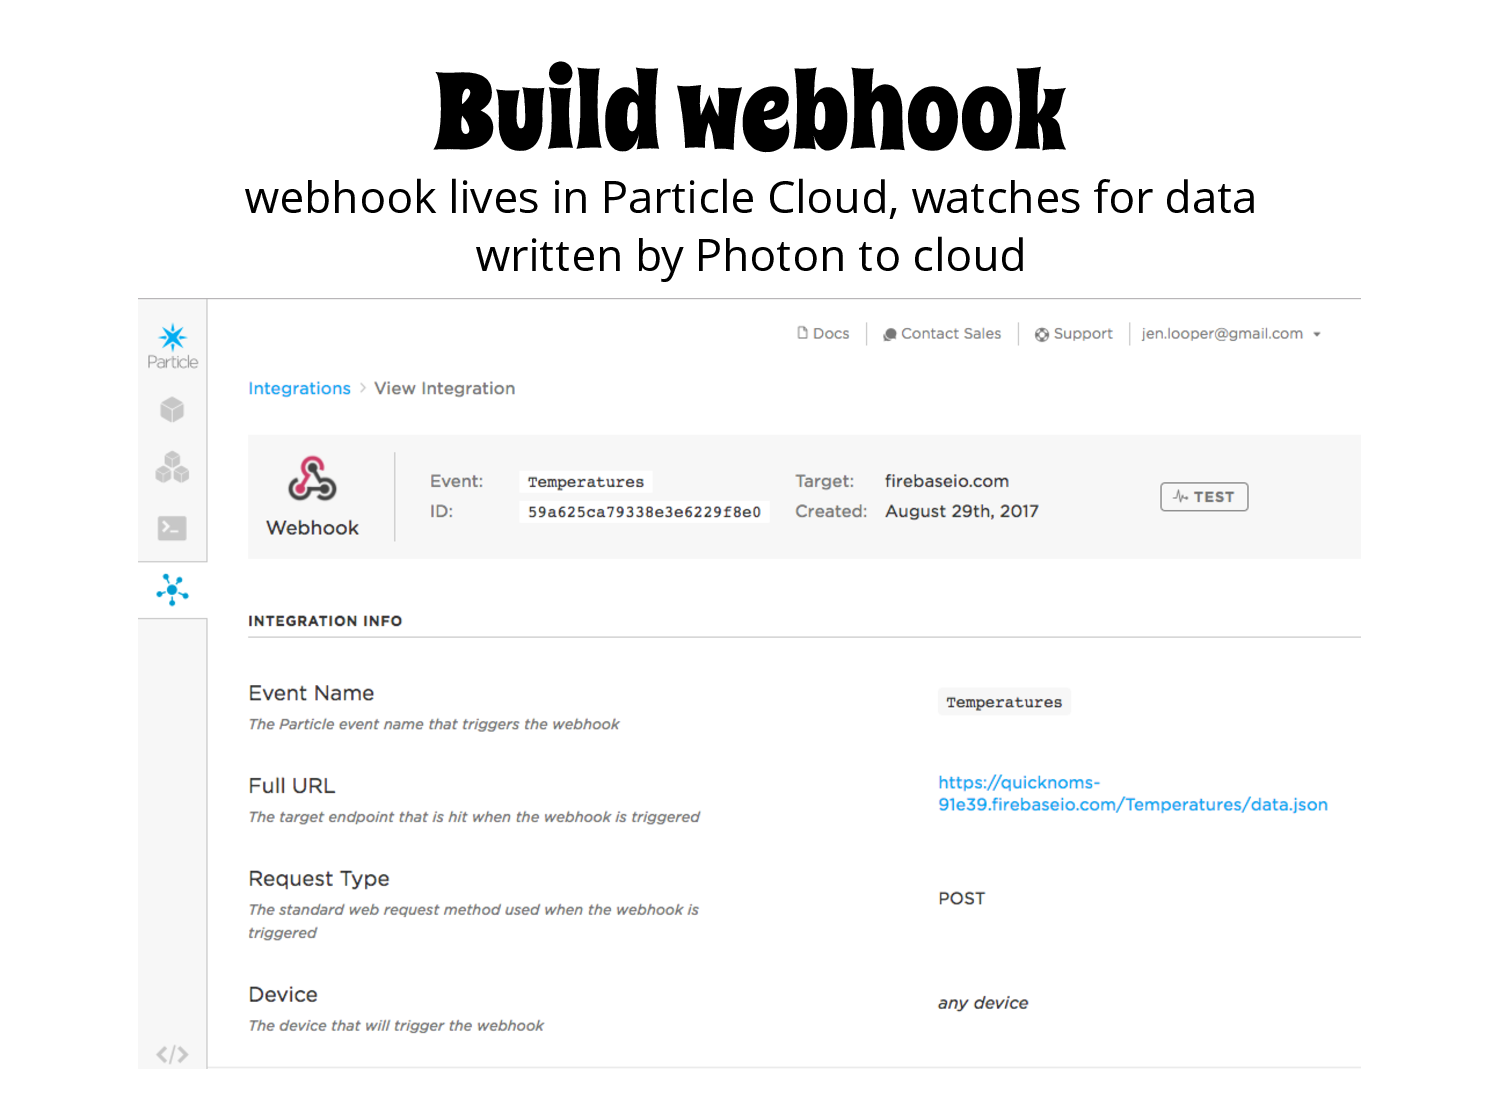 Build webhook
webhook lives in Particle Cloud, watches for data
written by Photon to cloud
Particle
Docs
Contact Sales
Support
jen.looper@gmail.com
Integrations > View Integration
Webhook
Event: Temperatures
ID: 59a625ca79338e3e6229f8e0
Target: firebaseio.com
Created: August 29th, 2017
TEST
INTEGRATION INFO
Event Name
The Particle event name that triggers the webhook
Temperatures
Full URL
The target endpoint that is hit when the webhook is triggered
https://quicknoms-
91e39.firebaseio.com/Temperatures/data.json
Request Type
The standard web request method used when the webhook is
triggered
POST
Device
The device that will trigger the webhook
any device